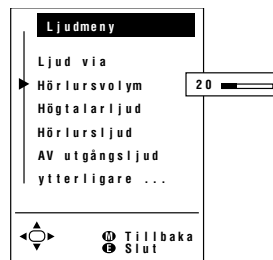 Ljudmeny
Ljud via
Hörlursvolym 20
Högtalarljud
Hörlursljud
AV utgångsljud
ytterligare ...
M Tillbaka
E Slut